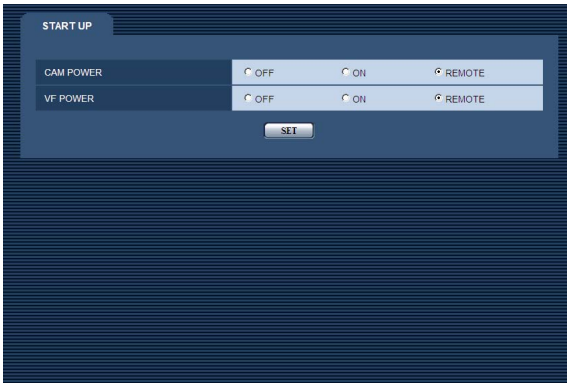 START UP
CAM POWER OFF ON REMOTE
VF POWER OFF ON REMOTE
SET